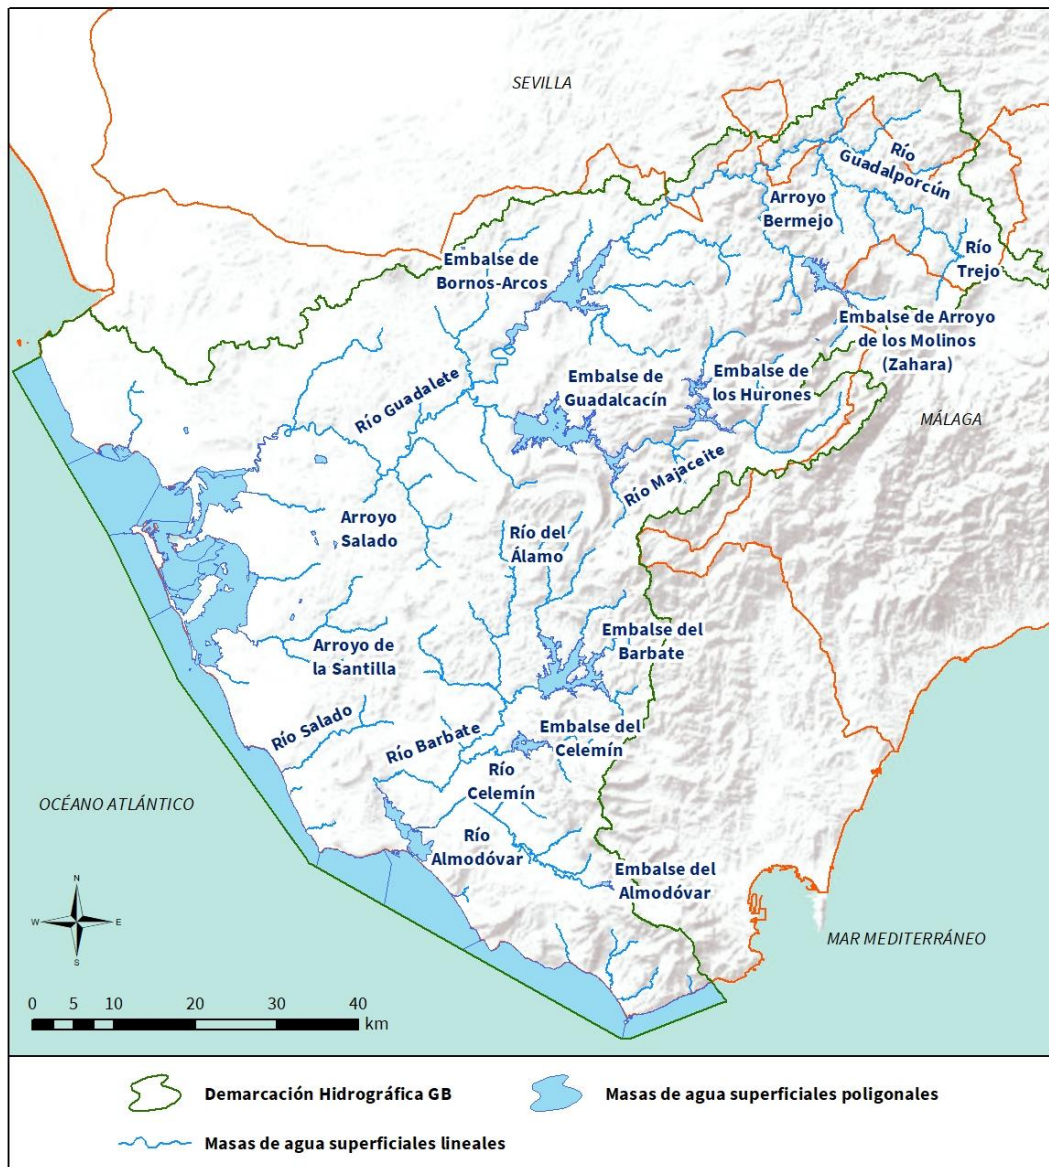 SEVILLA
Río
Guadalporcún
Arroyo
Bermejo
Río
Trejo
Embalse de
Bornos-Arcos
Embalse de Arroyo
de los Molinos
(Zahara)
Embalse de
Guadalcacín
Embalse de
los Hurones
Río Guadalete
MÁLAGA
Río Majaceite
Arroyo
Salado
Río del
Álamo
Arroyo de
la Santilla
Embalse del
Barbate
Río Salado
Río Barbate
Embalse del
Celemín
Río
Celemín
OCÉANO ATLÁNTICO
Río
Almodóvar
Embalse del
Almodóvar
N
W
E
S
MAR MEDITERRÁNEO
0 5 10 20 30 40
km
Demarcación Hidrográfica GB
Masas de agua superficiales poligonales
Masas de agua superficiales lineales